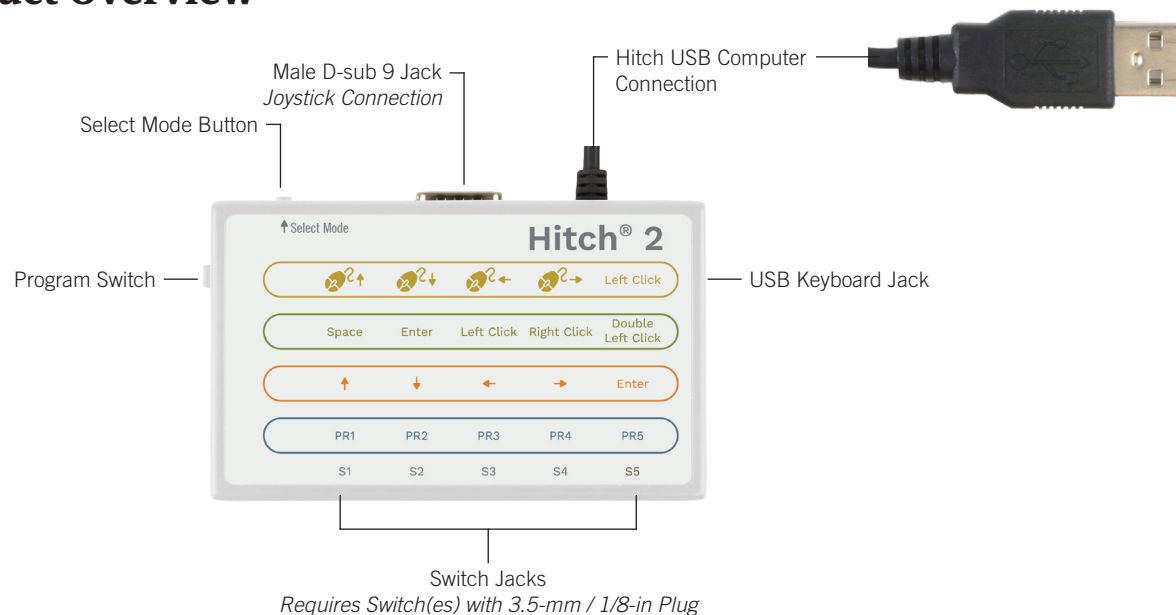 Overview
Male D-sub 9 Jack
Joystick Connection
Hitch USB Computer
Connection
Select Mode Button
Select Mode
Hitch® 2
Program Switch
USB Keyboard Jack
Left Click
Space Enter Left Click Right Click Double Left Click
↑ ↓ ← → Enter
PR1 PR2 PR3 PR4 PR5
S1 S2 S3 S4 S5
Switch Jacks
Requires Switch(es) with 3.5-mm / 1/8-in Plug